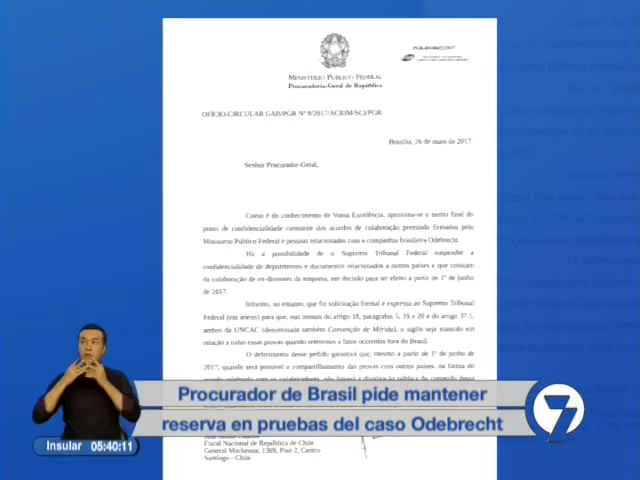 MINISTÉRIO PÚBLICO FEDERAL
Procuradoria-Geral da República
OFÍCIO-CIRCULAR GAB/PGR Nº 8/2017/ACRIM/SCI/PGR
Brasília, 26 de maio de 2017.
Senhor Procurador-Geral,
Como é do conhecimento de Vossa Excelência, aproxima-se o termo final do
prazo de confidencialidade constante dos acordos de colaboração premiada firmados pelo
Ministério Público Federal e pessoas relacionadas com a companhia brasileira Odebrecht.
Há a possibilidade de o Supremo Tribunal Federal suspender a
confidencialidade de depoimentos e documentos relacionados a outros países e que constam
da colaboração de ex-diretores da empresa, em decisão para ter efeito a partir de 1º de junho
de 2017.
Informo, no entanto, que fiz solicitação formal e expressa ao Supremo Tribunal
Federal (em anexo) para que, nos termos do artigo 18, parágrafos 5, 19 e 20 e do artigo 37.5,
ambos da UNCAC (denominada também Convenção de Mérida), o sigilo seja mantido em
relação a todas essas provas quando referentes a fatos ocorridos fora do Brasil.
O deferimento desse pedido garantirá que, mesmo a partir de 1º de junho de
2017, quando será possível o compartilhamento das provas com outros países, na forma do
Procurador de Brasil pide mantener
reserva en pruebas del caso Odebrecht
7
Insular 05:40:11
Fiscal Nacional de República de Chile
General Mackenna, 1369, Piso 2, Centro
Santiago - Chile